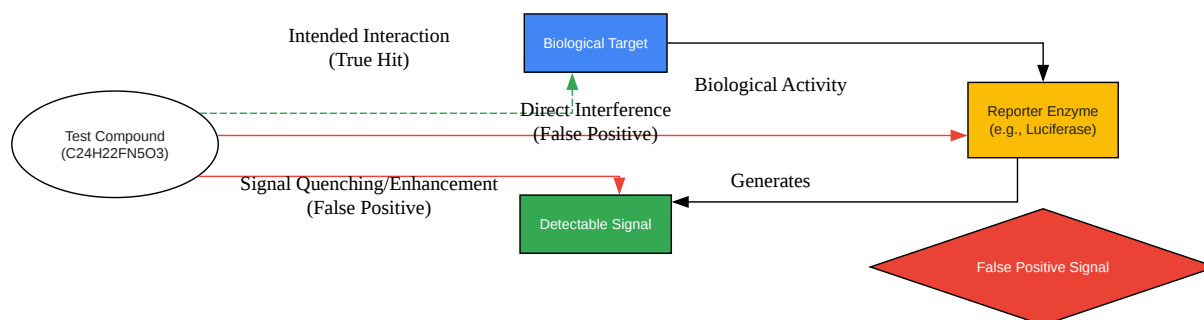 Intended Interaction
(True Hit)
Biological Target
Biological Activity
Direct Interference
(False Positive)
Reporter Enzyme
(e.g., Luciferase)
Test Compound
(C24H22FN5O3)
Signal Quenching/Enhancement
(False Positive)
Generates
Detectable Signal
False Positive Signal